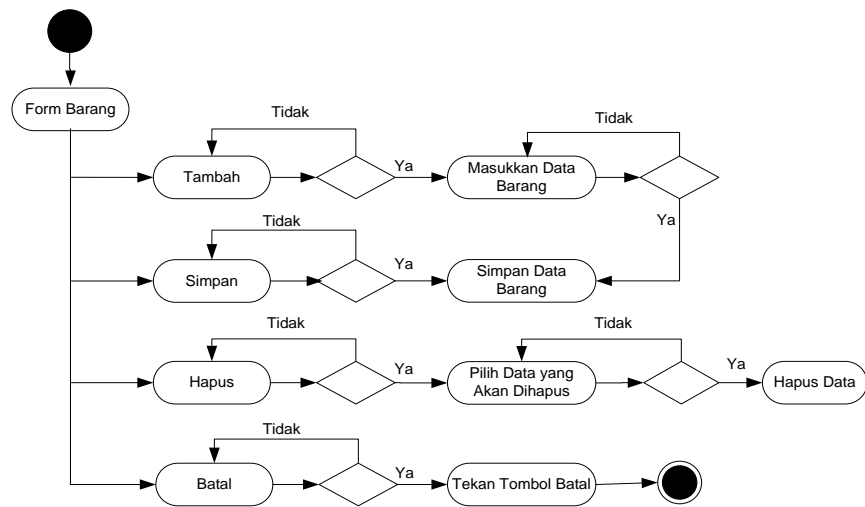 Form Barang
Tidak
Tidak
Tambah
Ya
Masukkan Data
Barang
Ya
Tidak
Simpan
Ya
Simpan Data
Barang
Tidak
Tidak
Hapus
Ya
Pilih Data yang
Akan Dihapus
Ya
Hapus Data
Tidak
Batal
Ya
Tekan Tombol Batal